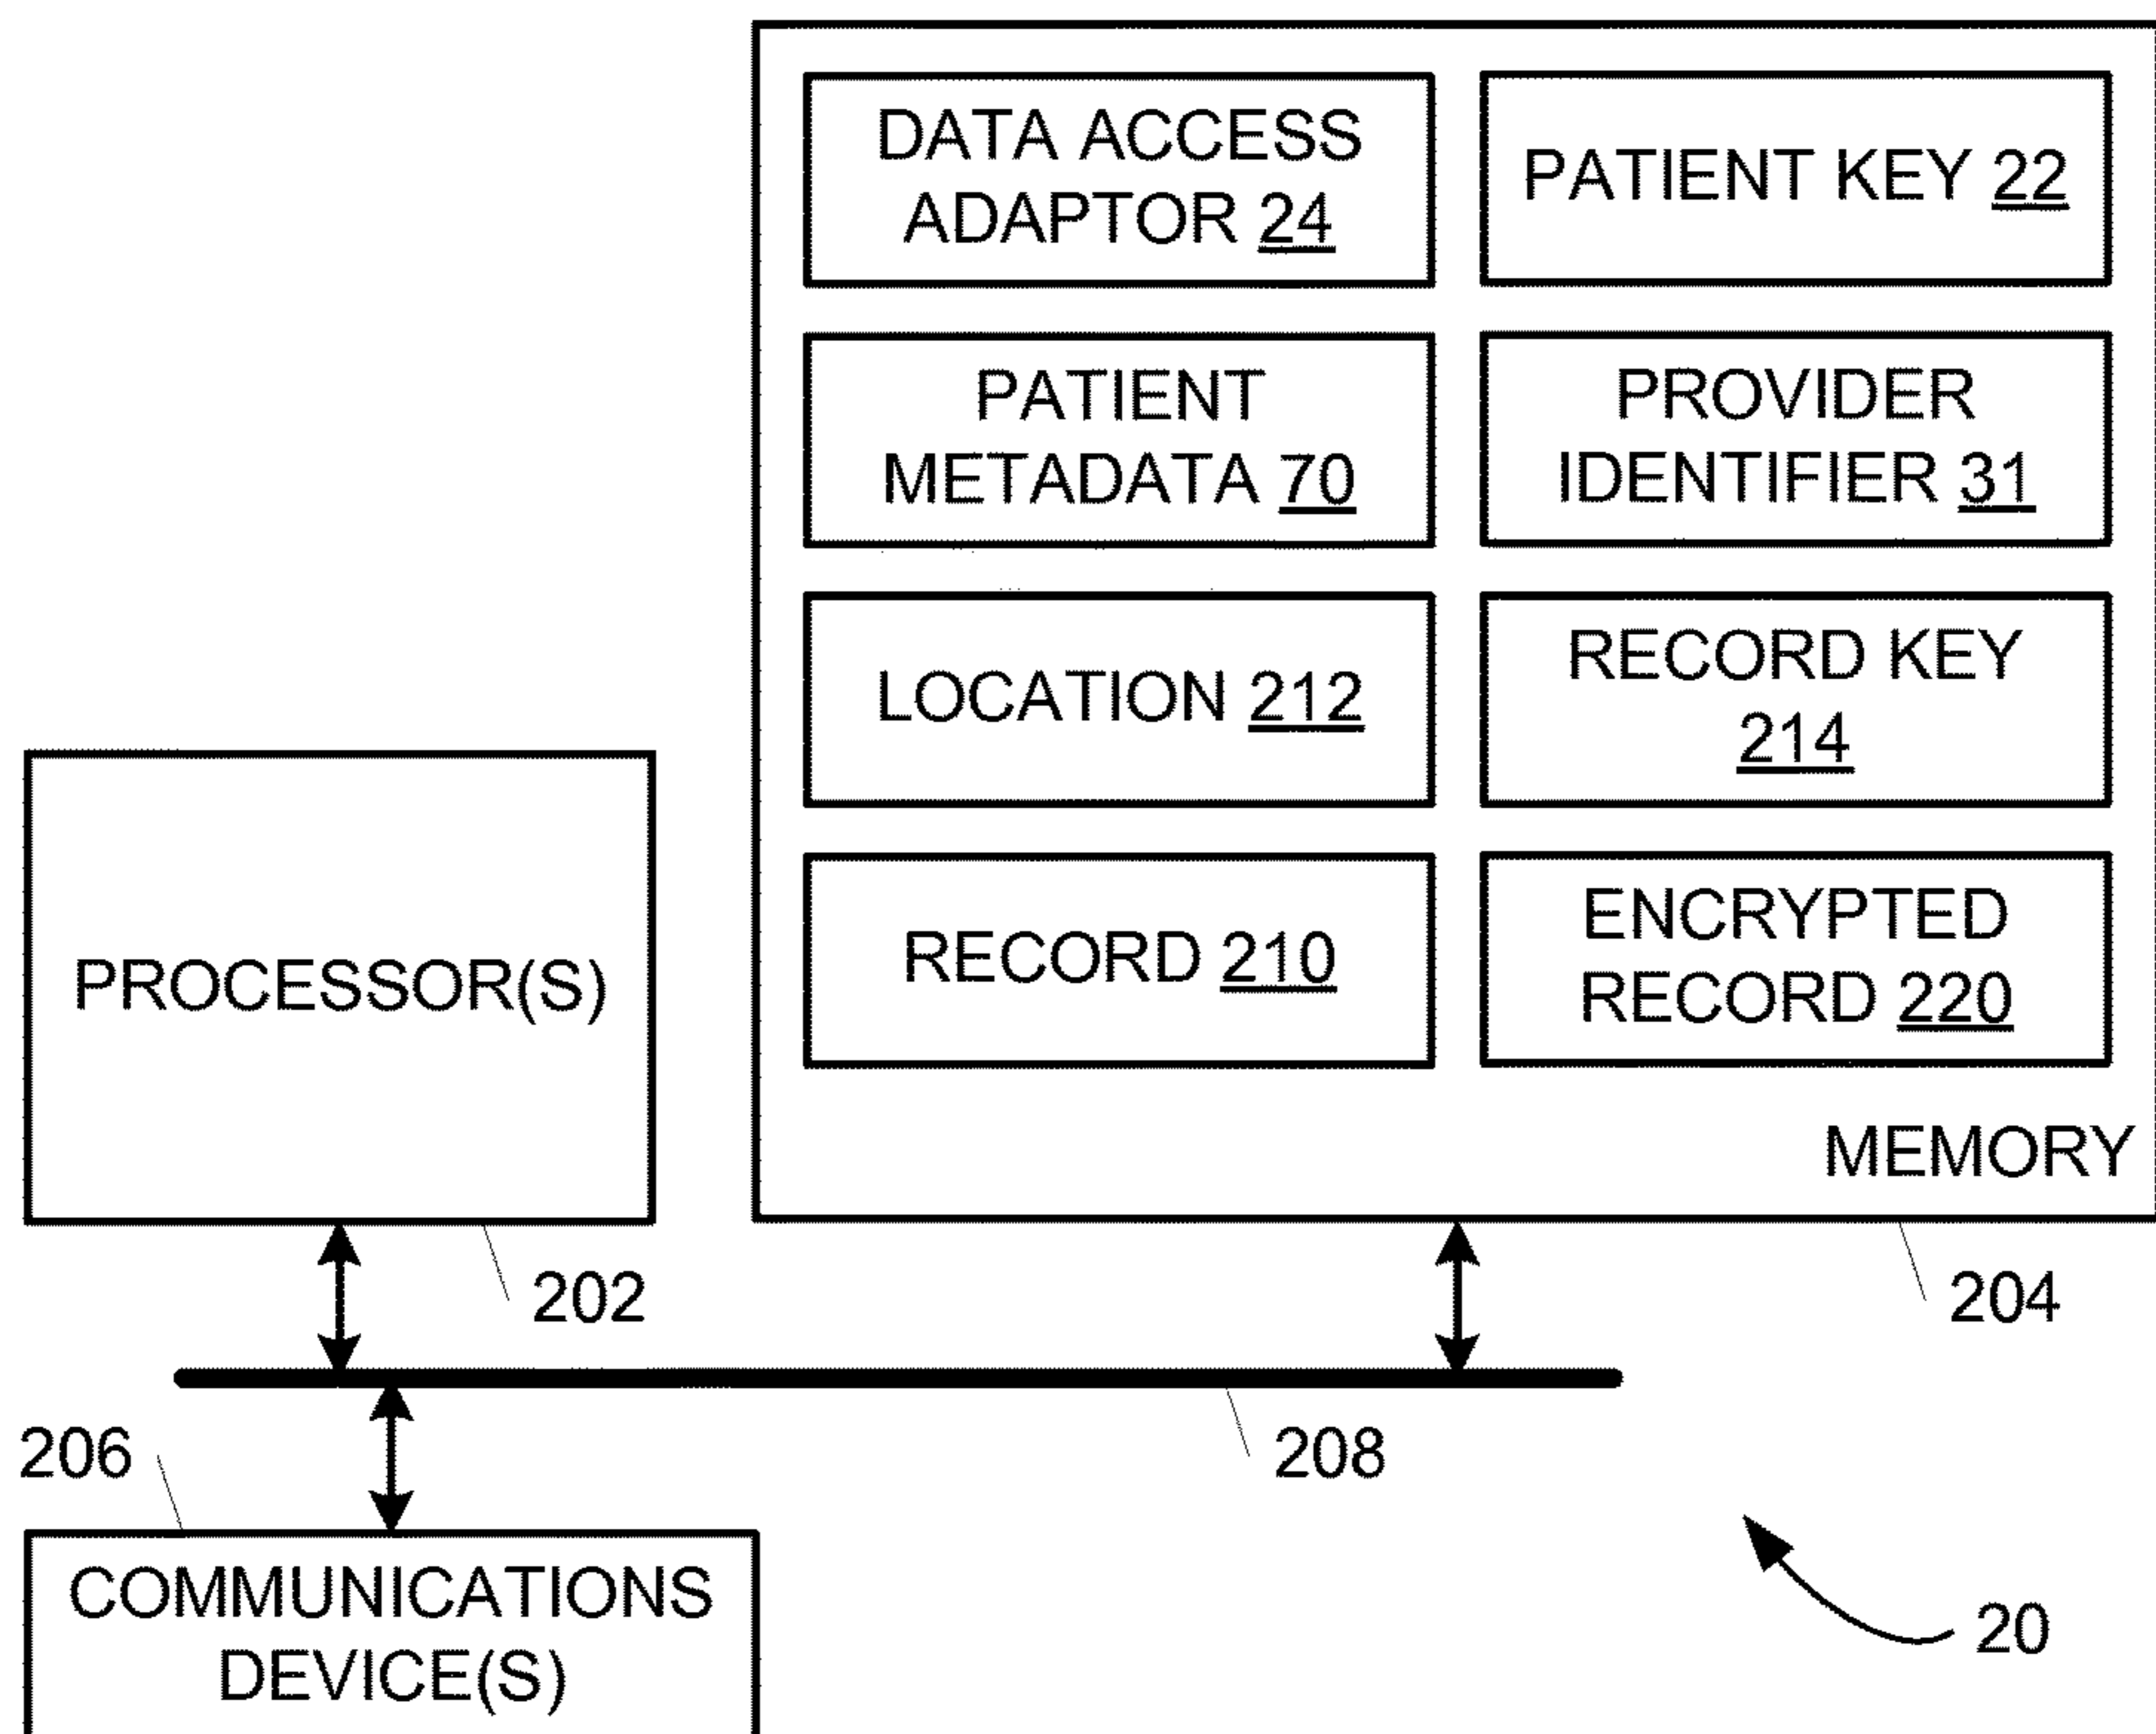 DATA ACCESS
ADAPTOR 24
PATIENT KEY 22
PATIENT
METADATA 70
PROVIDER
IDENTIFIER 31
LOCATION 212
RECORD KEY
214
RECORD 210
ENCRYPTED
RECORD 220
MEMORY
PROCESSOR(S)
202
204
206
208
COMMUNICATIONS
DEVICE(S)
20